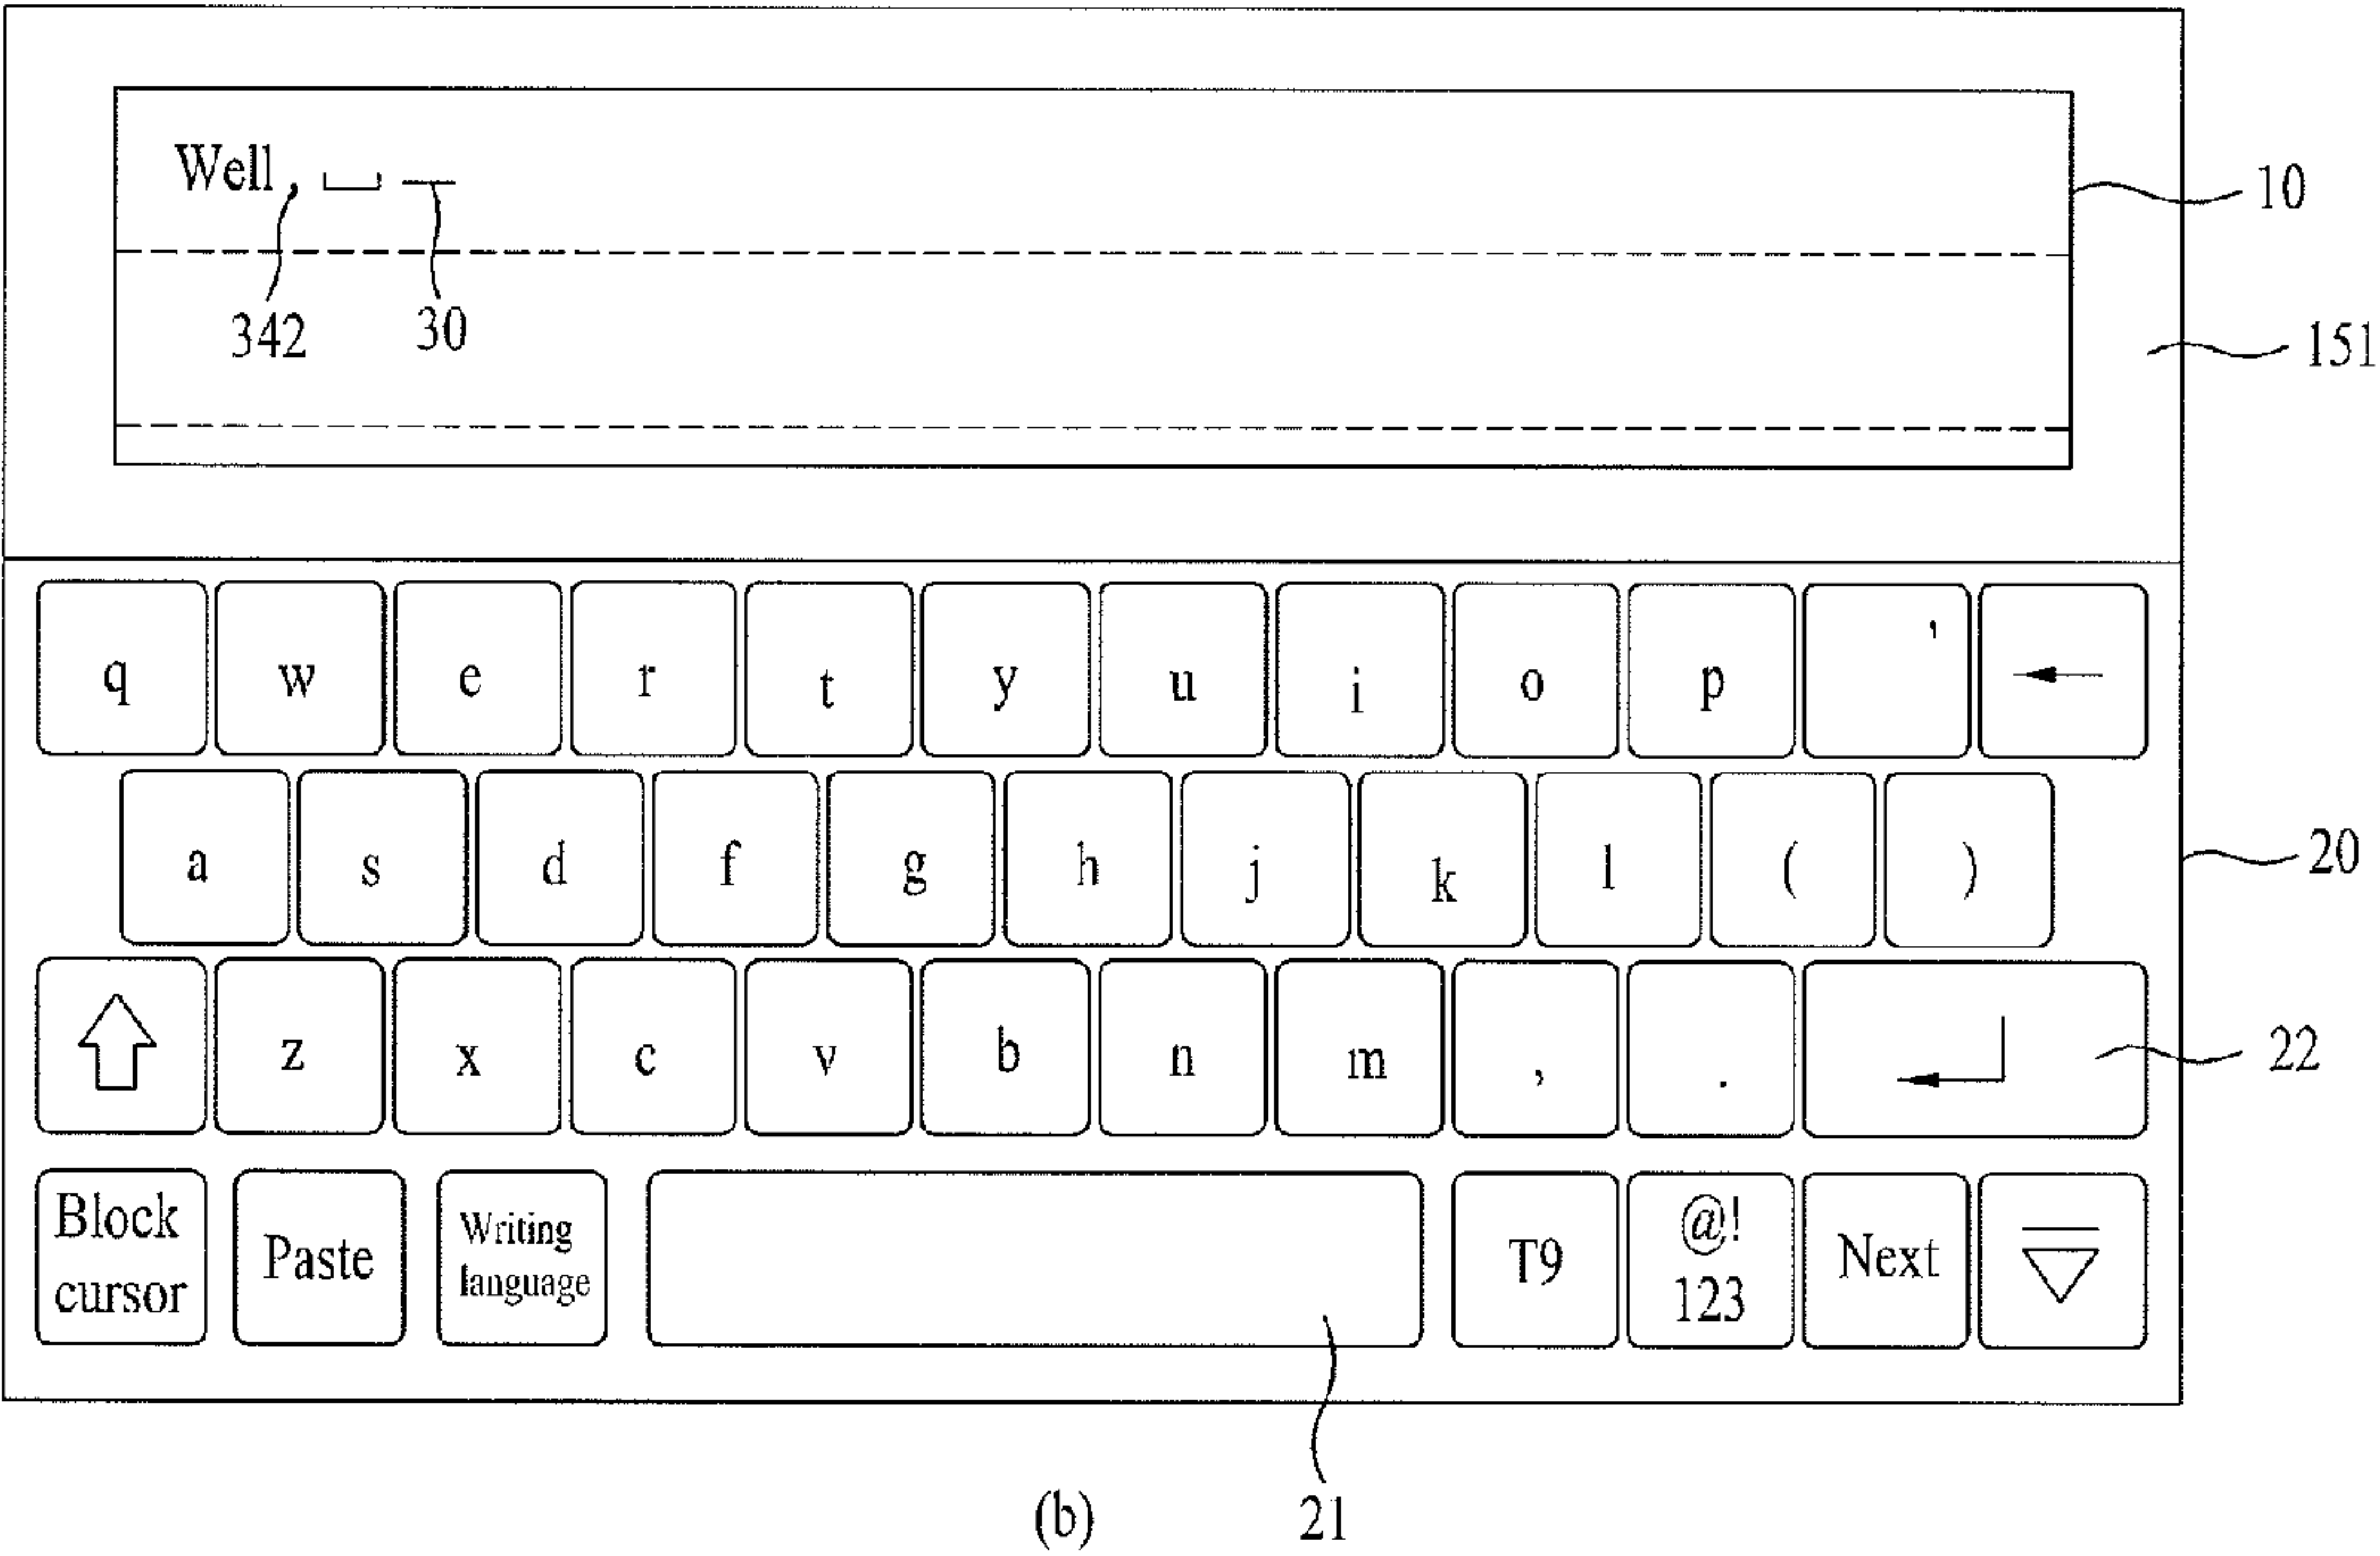 Well, 10
342 30 151
q w e r t y u i o p '
a s d f g h j k l ( ) 20
z x c v b n m , . 22
Block cursor Paste Writing language T9 @! 123 Next
(b) 21